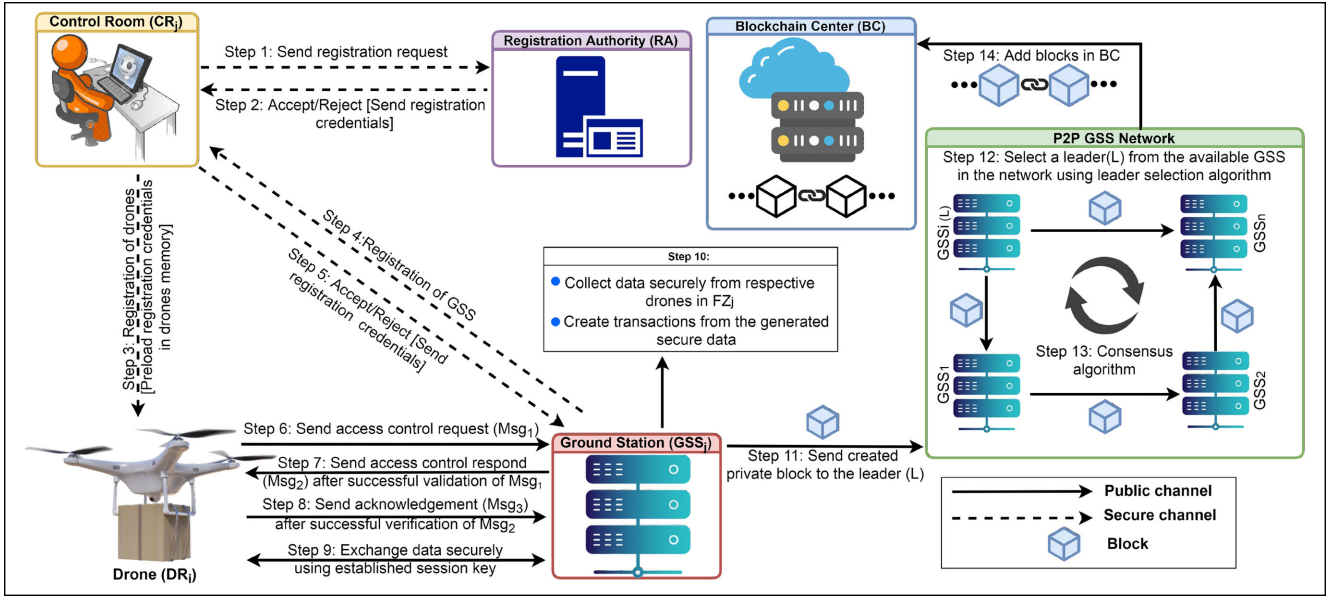 Control Room (CRj)
Step 1: Send registration request
Step 2: Accept/Reject [Send registration
credentials]
Registration Authority (RA)
Blockchain Center (BC)
Step 14: Add blocks in BC
P2P GSS Network
Step 12: Select a leader(L) from the available GSS
in the network using leader selection algorithm
GSSi (L)
GSSn
Step 13: Consensus
algorithm
GSS1
GSS2
Step 3: Registration of drones
[Preload registration credentials
in drones memory]
Step 4:Registration of GSS
Step 5: Accept/Reject [Send
registration credentials]
Step 10:
Collect data securely from respective
drones in FZj
Create transactions from the generated
secure data
Step 6: Send access control request (Msg1)
Step 7: Send access control respond
(Msg2) after successful validation of Msg1
Step 8: Send acknowledgement (Msg3)
after successful verification of Msg2
Step 9: Exchange data securely
using established session key
Drone (DRi)
Ground Station (GSSj)
Step 11: Send created
private block to the leader (L)
Public channel
Secure channel
Block